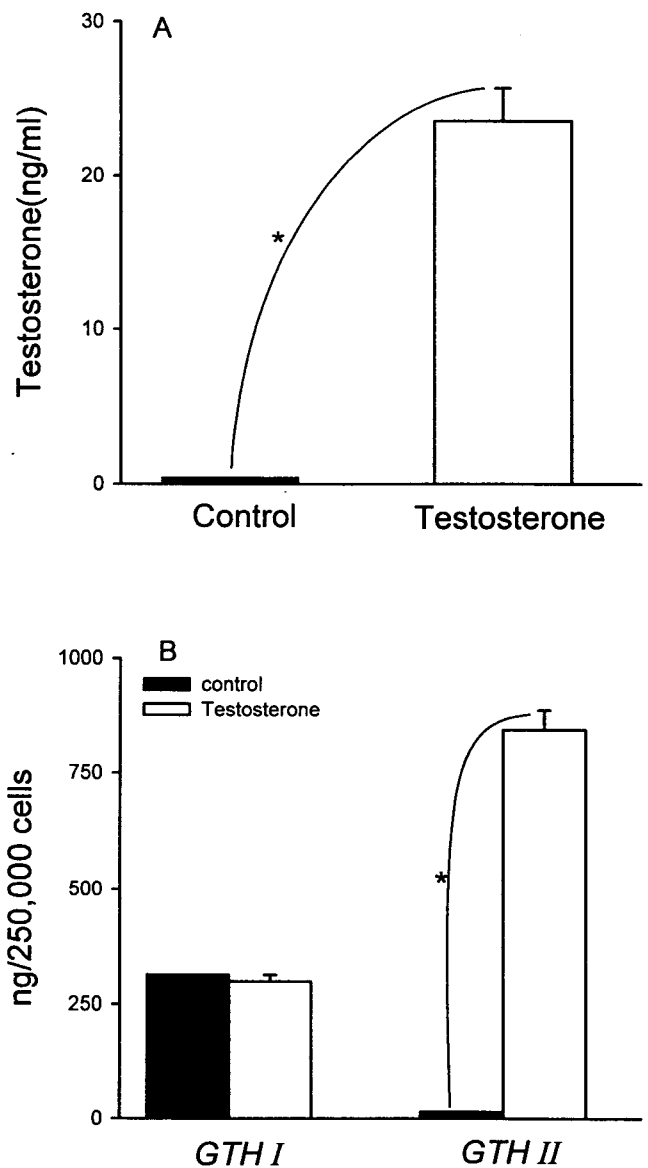 A
30
20
10
0
Testosterone(ng/ml)
*
Control Testosterone
B
1000
750
500
250
0
ng/250,000 cells
control
Testosterone
*
GTH I GTH II